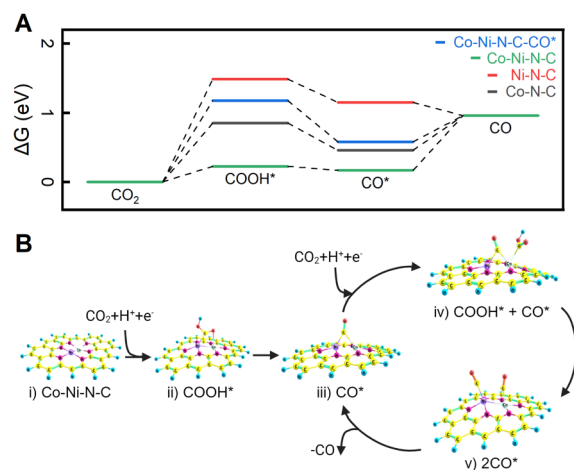 A
2
1
0
ΔG (eV)
Co-Ni-N-C-CO*
Co-Ni-N-C
Ni-N-C
Co-N-C
CO₂
COOH*
CO*
CO
B
CO₂+H⁺+e⁻
CO₂+H⁺+e⁻
i) Co-Ni-N-C
ii) COOH*
iii) CO*
iv) COOH* + CO*
v) 2CO*
-CO